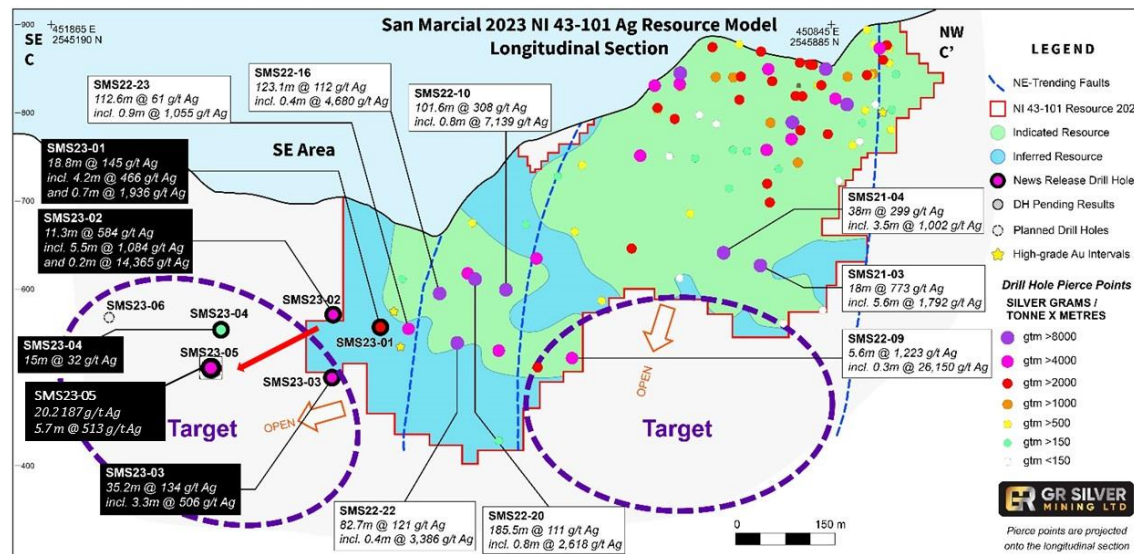 San Marcial 2023 NI 43-101 Ag Resource Model
Longitudinal Section
900
451865 E
2545190 N
SE
C
450845 E
2545885 N
NW
C'
800
700
600
400
SMS22-23
112.6m @ 61 g/t Ag
incl. 0.9m @ 1,055 g/t Ag
SMS22-16
123.1m @ 112 g/t Ag
incl. 0.4m @ 4,680 g/t Ag
SMS22-10
101.6m @ 308 g/t Ag
incl. 0.8m @ 7,139 g/t Ag
SE Area
SMS23-01
18.8m @ 145 g/t Ag
incl. 4.2m @ 466 g/t Ag
and 0.7m @ 1,936 g/t Ag
SMS23-02
11.3m @ 584 g/t Ag
incl. 5.5m @ 1,084 g/t Ag
and 0.2m @ 14,365 g/t Ag
SMS21-04
38m @ 299 g/t Ag
incl. 3.5m @ 1,002 g/t Ag
SMS21-03
18m @ 773 g/t Ag
incl. 5.6m @ 1,792 g/t Ag
SMS22-09
5.6m @ 1,223 g/t Ag
incl. 0.3m @ 26,150 g/t Ag
SMS23-06
SMS23-04
SMS23-02
SMS23-01
SMS23-05
SMS23-03
SMS23-04
15m @ 32 g/t Ag
SMS23-05
20.2 187 g/t Ag
5.7 m @ 513 g/t Ag
SMS23-03
35.2m @ 134 g/t Ag
incl. 3.3m @ 506 g/t Ag
Target
OPEN
OPEN
Target
SMS22-22
82.7m @ 121 g/t Ag
incl. 0.4m @ 3,386 g/t Ag
SMS22-20
185.5m @ 111 g/t Ag
incl. 0.8m @ 2,618 g/t Ag
0 150 m
LEGEND
NE-Trending Faults
NI 43-101 Resource 202
Indicated Resource
Inferred Resource
News Release Drill Hole
DH Pending Results
Planned Drill Holes
High-grade Au Intervals
Drill Hole Pierce Points
SILVER GRAMS /
TONNE X METRES
gtm >8000
gtm >4000
gtm >2000
gtm >1000
gtm >500
gtm >150
gtm <150
GR SILVER
MINING LTD
Pierce points are projected
onto the longitudinal section